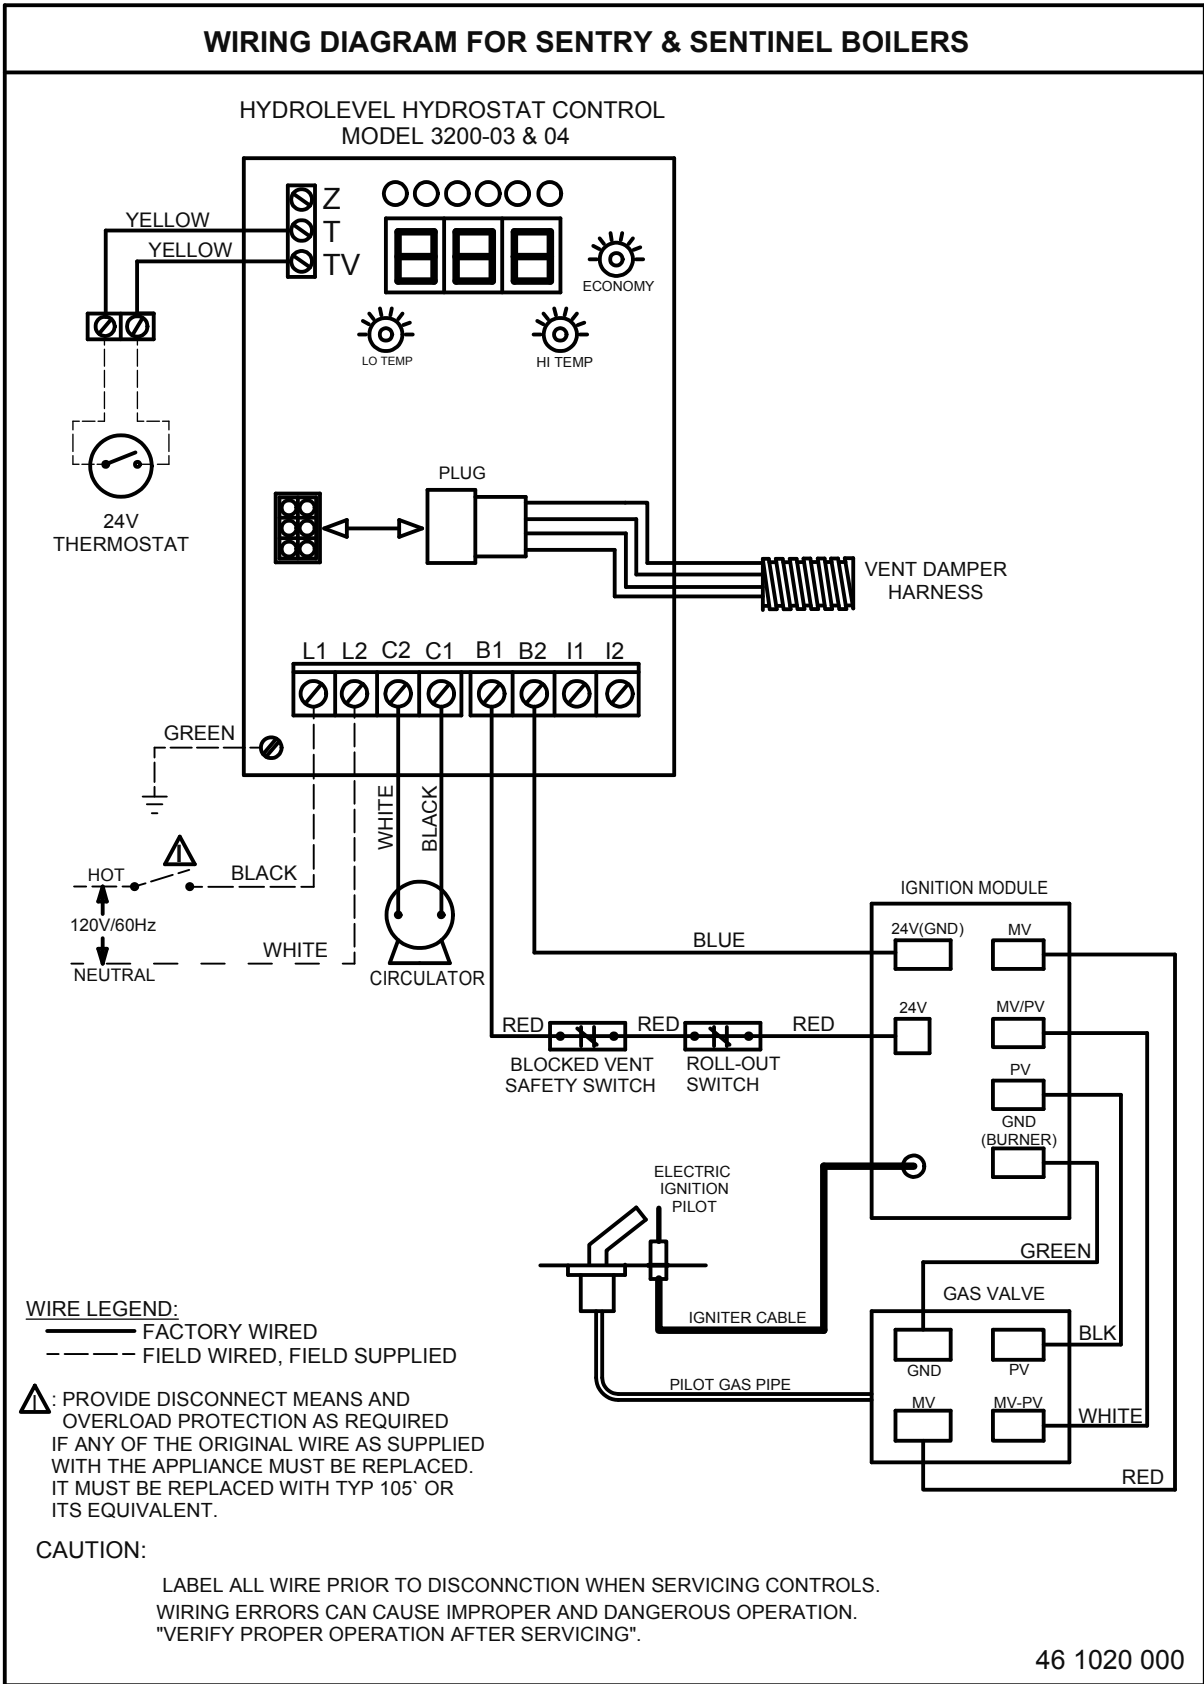 WIRING DIAGRAM FOR SENTRY & SENTINEL BOILERS
HYDROLEVEL HYDROSTAT CONTROL
MODEL 3200-03 & 04
Z
T
TV
YELLOW
YELLOW
ECONOMY
LO TEMP
HI TEMP
24V
THERMOSTAT
PLUG
VENT DAMPER
HARNESS
L1 L2 C2 C1 B1 B2 I1 I2
GREEN
WHITE
BLACK
HOT
BLACK
120V/60Hz
WHITE
NEUTRAL
CIRCULATOR
IGNITION MODULE
24V(GND)
MV
BLUE
24V
MV/PV
RED
RED
RED
BLOCKED VENT
SAFETY SWITCH
ROLL-OUT
SWITCH
PV
GND
(BURNER)
ELECTRIC
IGNITION
PILOT
GREEN
GAS VALVE
IGNITER CABLE
BLK
GND
PV
PILOT GAS PIPE
MV
MV-PV
WHITE
RED
WIRE LEGEND:
FACTORY WIRED
FIELD WIRED, FIELD SUPPLIED
: PROVIDE DISCONNECT MEANS AND
OVERLOAD PROTECTION AS REQUIRED
IF ANY OF THE ORIGINAL WIRE AS SUPPLIED
WITH THE APPLIANCE MUST BE REPLACED.
IT MUST BE REPLACED WITH TYP 105` OR
ITS EQUIVALENT.
CAUTION:
LABEL ALL WIRE PRIOR TO DISCONNCTION WHEN SERVICING CONTROLS.
WIRING ERRORS CAN CAUSE IMPROPER AND DANGEROUS OPERATION.
"VERIFY PROPER OPERATION AFTER SERVICING".
46 1020 000